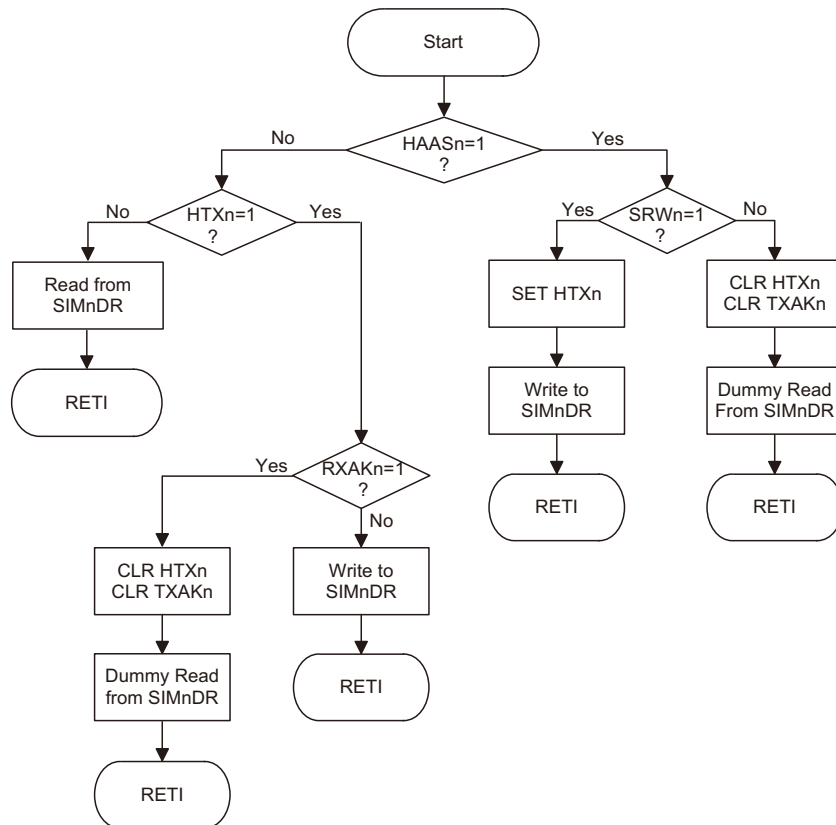 Start
No
HAASn=1
?
Yes
No
HTXn=1
?
Yes
Yes
SRWn=1
?
No
Read from
SIMnDR
SET HTXn
CLR HTXn
CLR TXAKn
RETI
Write to
SIMnDR
Dummy Read
From SIMnDR
Yes
RXAKn=1
?
No
RETI
RETI
CLR HTXn
CLR TXAKn
Write to
SIMnDR
Dummy Read
from SIMnDR
RETI
RETI